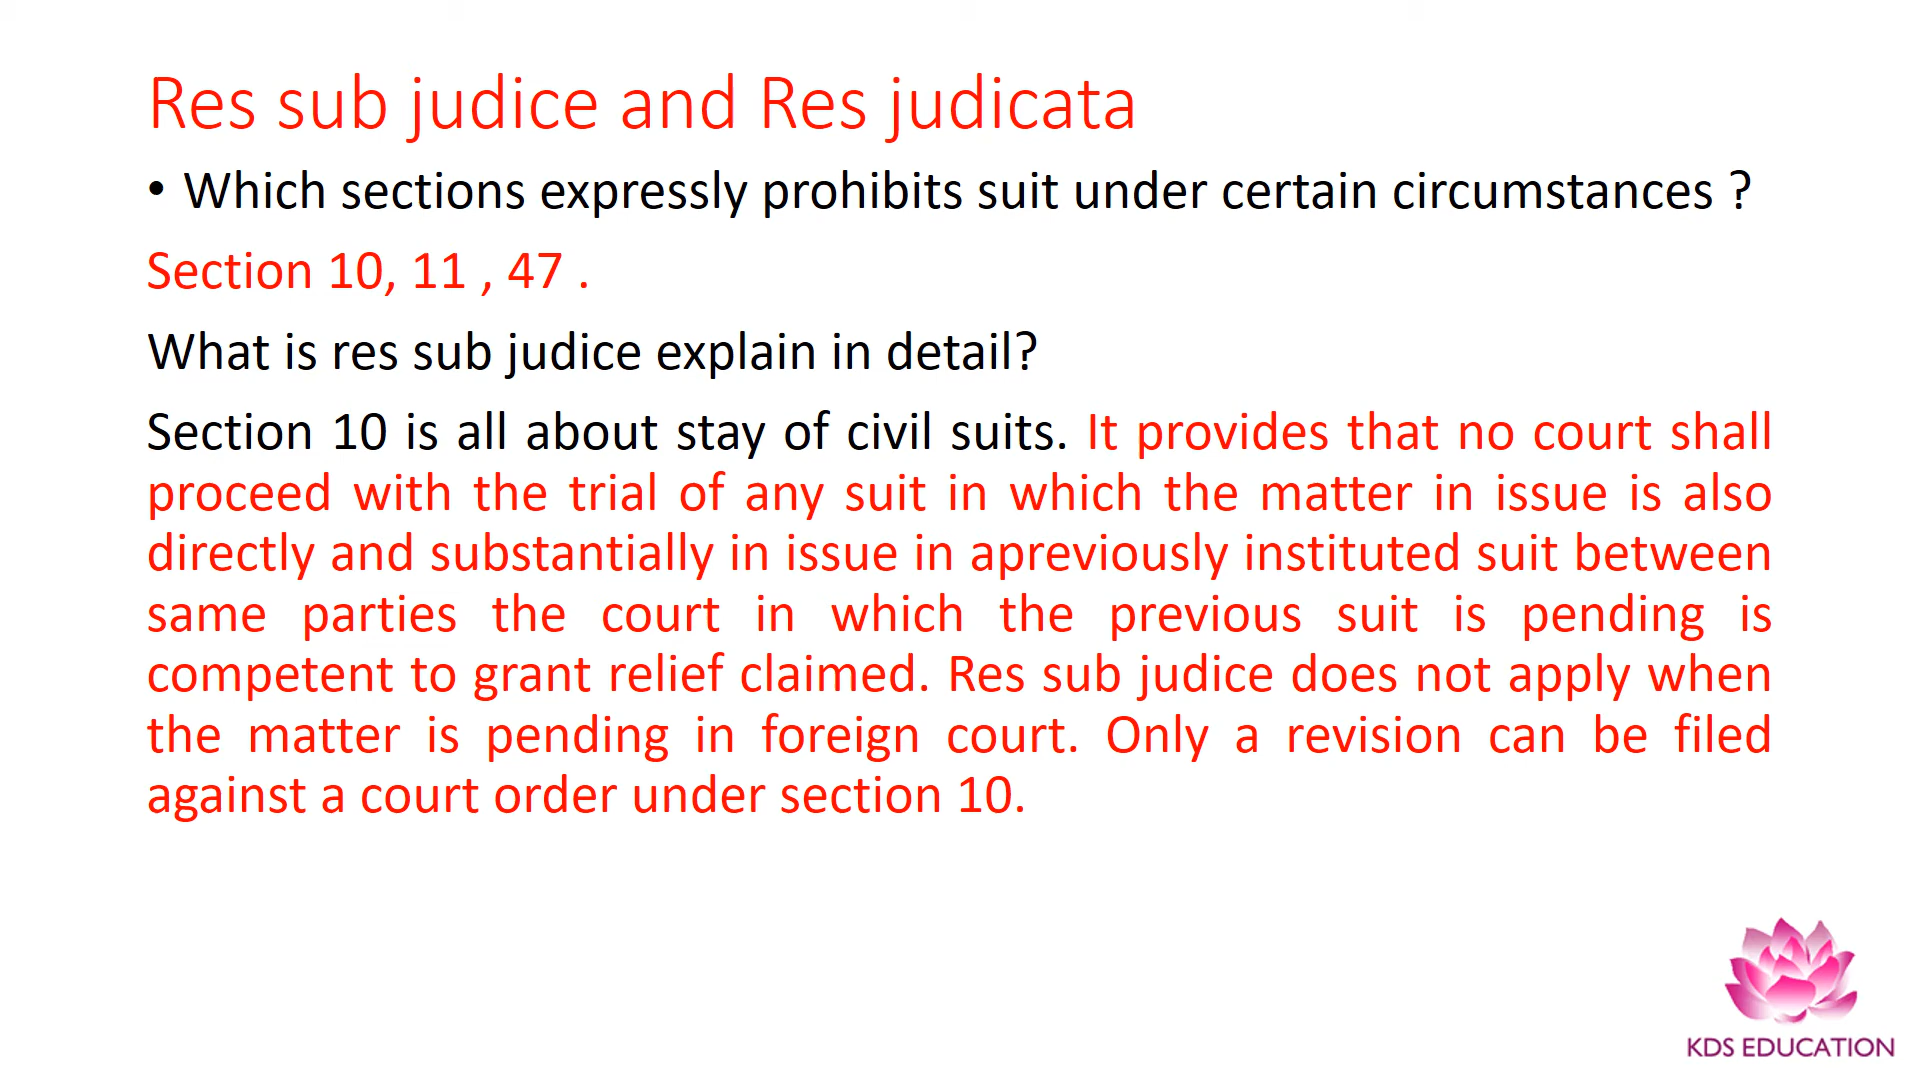 Res sub judice and Res judicata
• Which sections expressly prohibits suit under certain circumstances ?
Section 10, 11 , 47 .
What is res sub judice explain in detail?
Section 10 is all about stay of civil suits. It provides that no court shall
proceed with the trial of any suit in which the matter in issue is also
directly and substantially in issue in apreviously instituted suit between
same parties the court in which the previous suit is pending is
competent to grant relief claimed. Res sub judice does not apply when
the matter is pending in foreign court. Only a revision can be filed
against a court order under section 10.
KDS EDUCATION